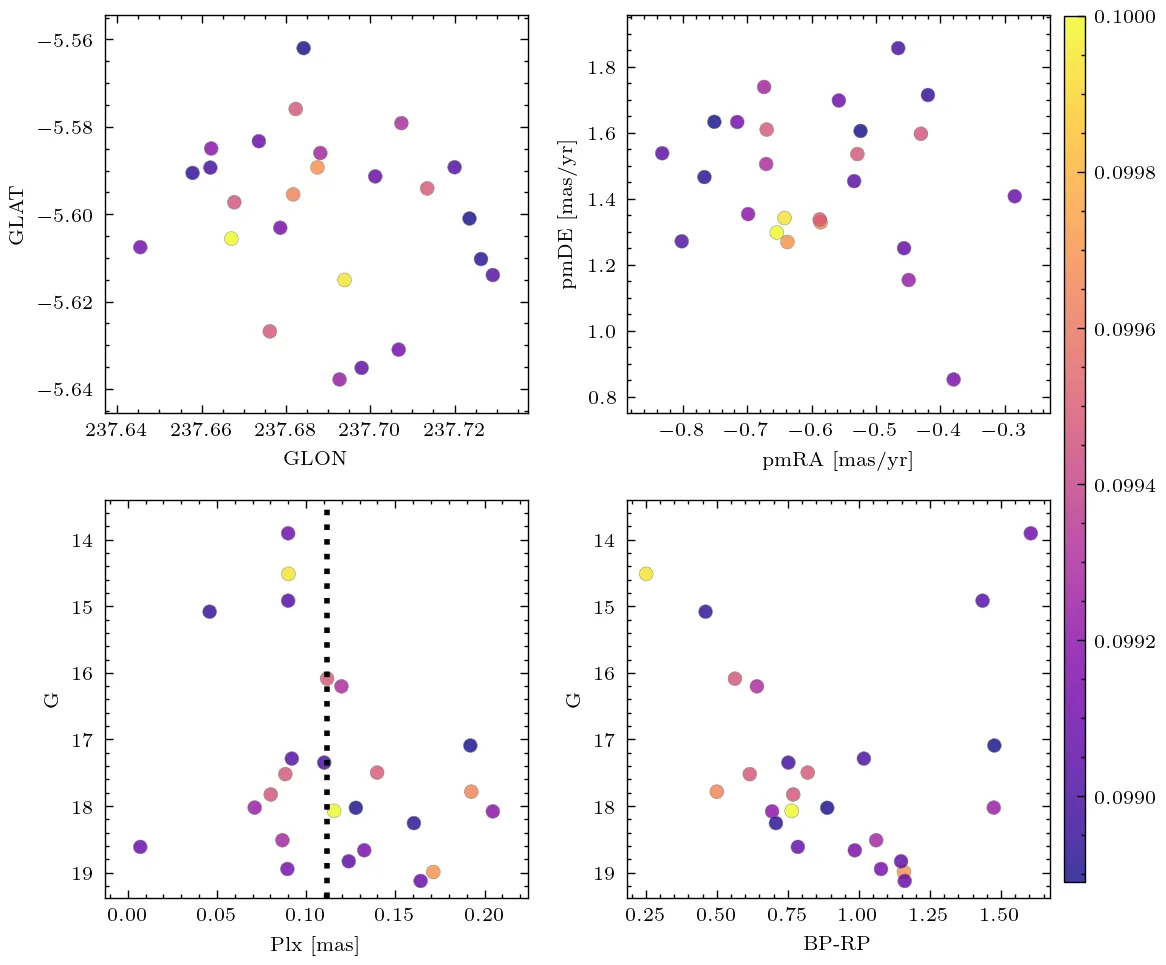 −5.56
−5.58
−5.60
−5.62
−5.64
GLAT
237.64 237.66 237.68 237.70 237.72
GLON
1.8
1.6
1.4
1.2
1.0
0.8
pmDE [mas/yr]
−0.8 −0.7 −0.6 −0.5 −0.4 −0.3
pmRA [mas/yr]
14
15
16
17
18
19
G
0.00 0.05 0.10 0.15 0.20
Plx [mas]
14
15
16
17
18
19
G
0.25 0.50 0.75 1.00 1.25 1.50
BP-RP
0.1000
0.0998
0.0996
0.0994
0.0992
0.0990